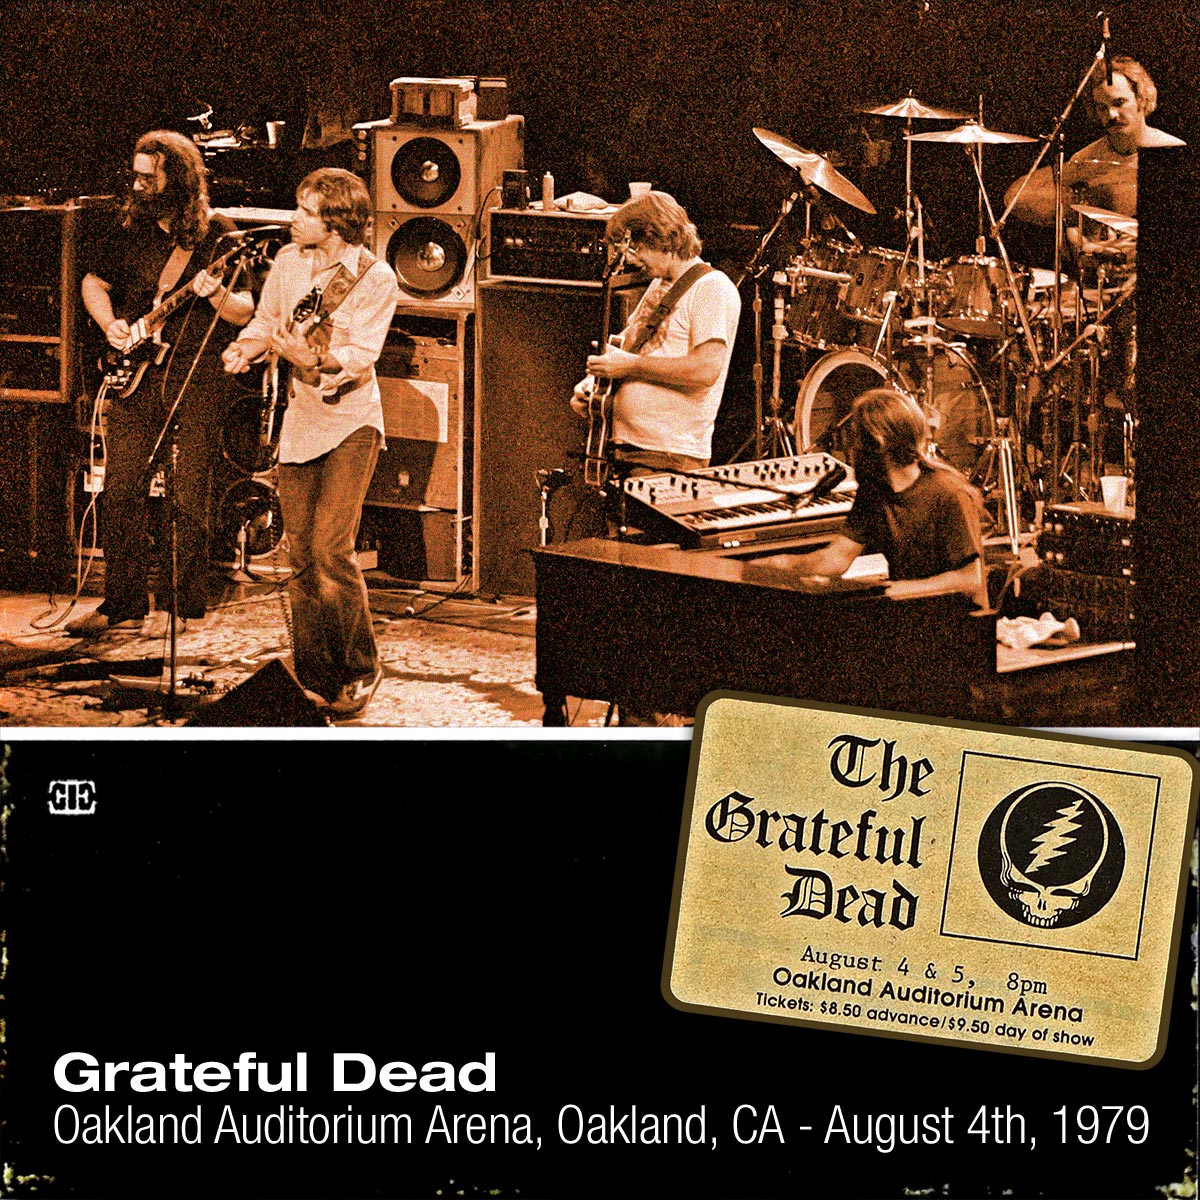 The
Grateful
Dead
August 4 & 5, 8pm
Oakland Auditorium Arena
Tickets: $8.50 advance/$9.50 day of show
Grateful Dead
Oakland Auditorium Arena, Oakland, CA - August 4th, 1979